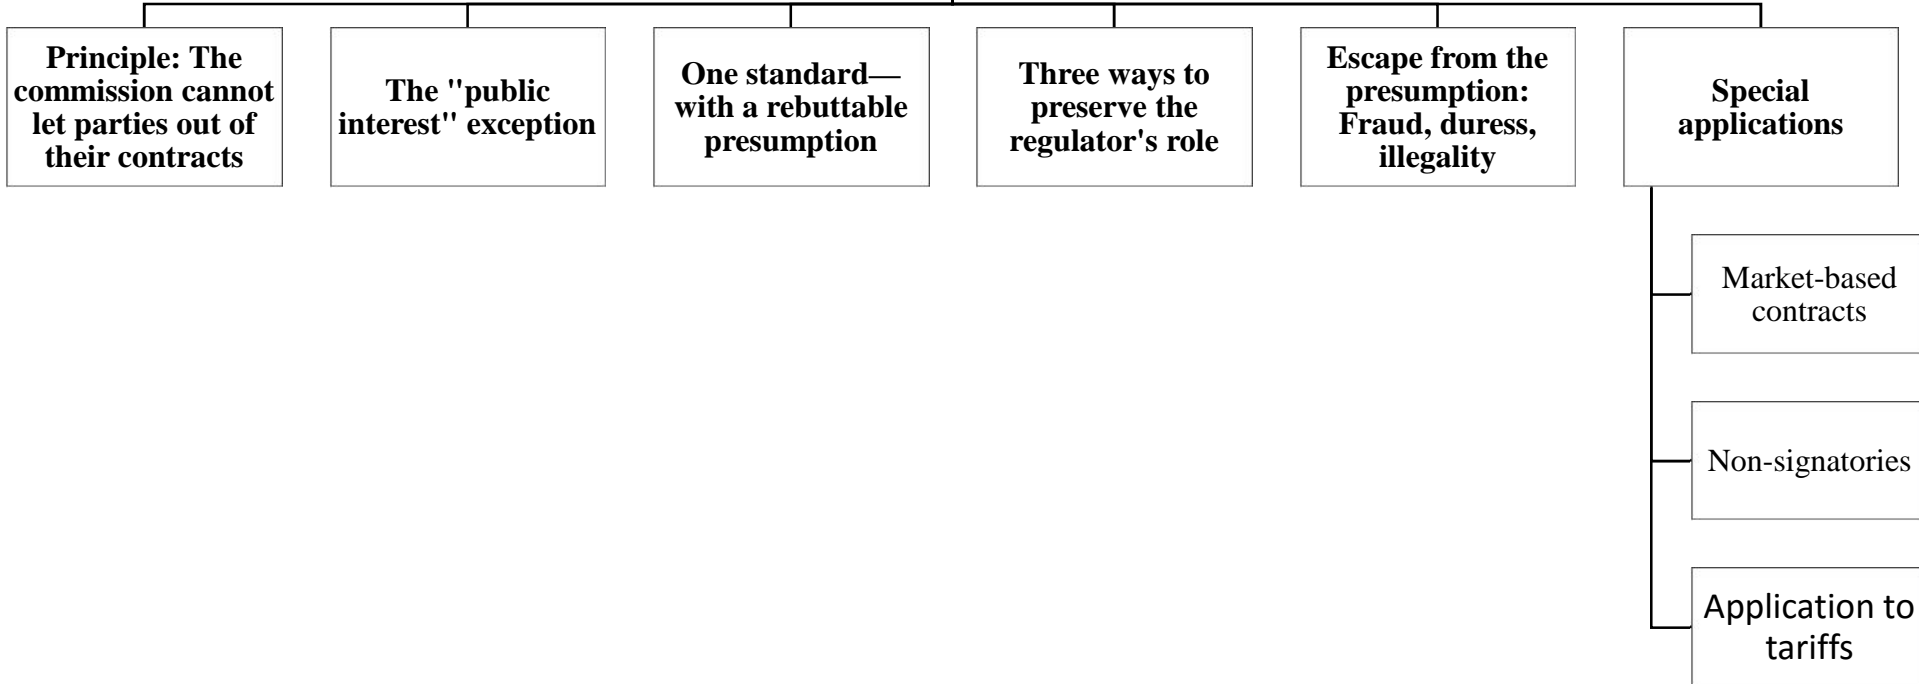 Principle: The
commission cannot
let parties out of
their contracts
The "public
interest" exception
One standard—
with a rebuttable
presumption
Three ways to
preserve the
regulator's role
Escape from the
presumption:
Fraud, duress,
illegality
Special
applications
Market-based
contracts
Non-signatories
Application to
tariffs